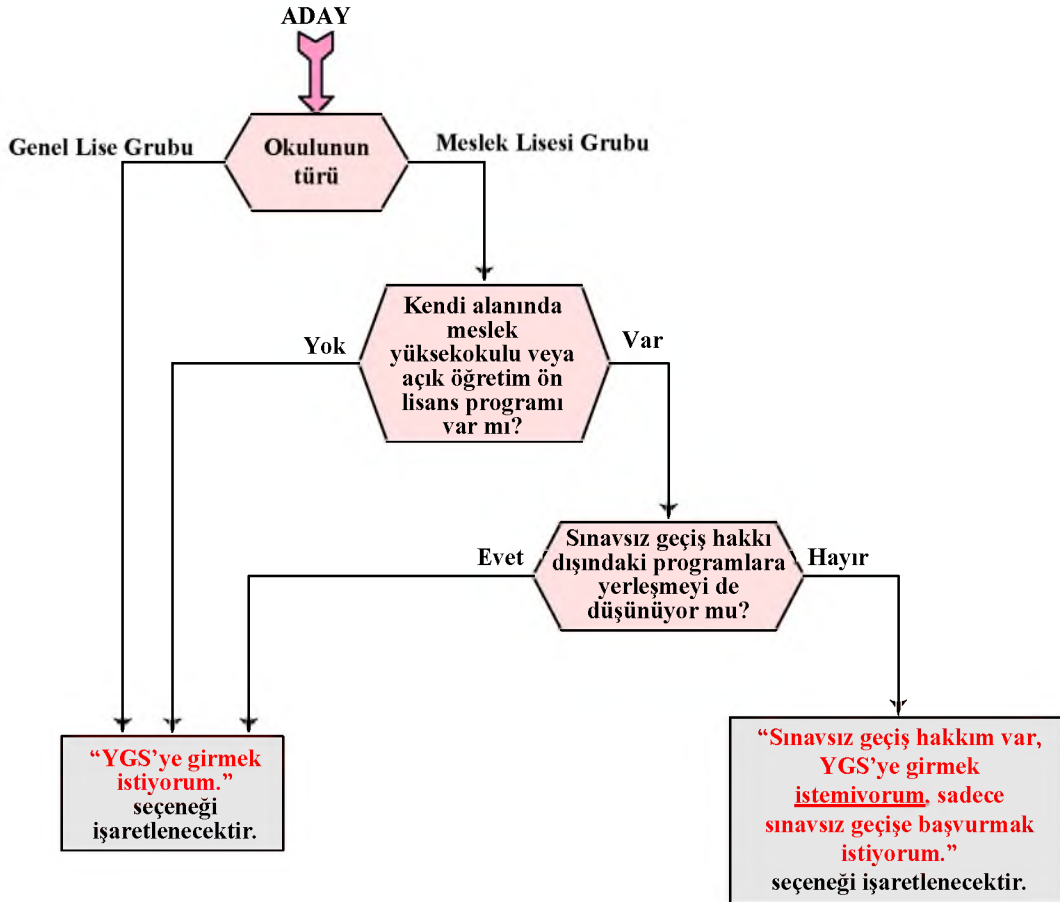 ADAY
Genel Lise Grubu
Okulunun
türü
Meslek Lisesi Grubu
Kendi alanında
meslek
yüksekokulu veya
açık öğretim ön
lisans programı
var mı?
Yok
Var
Sınavsız geçiş hakkı
dışındaki programlara
yerleşmeyi de
düşünüyor mu?
Evet
Hayır
“YGS’ye girmek
istiyorum.”
seçeneği
işaretlenecektir.
“Sınavsız geçiş hakkım var,
YGS’ye girmek
istemivorum, sadece
sınavsız geçişe başvurmak
istiyorum.”
seçeneği işaretlenecektir.